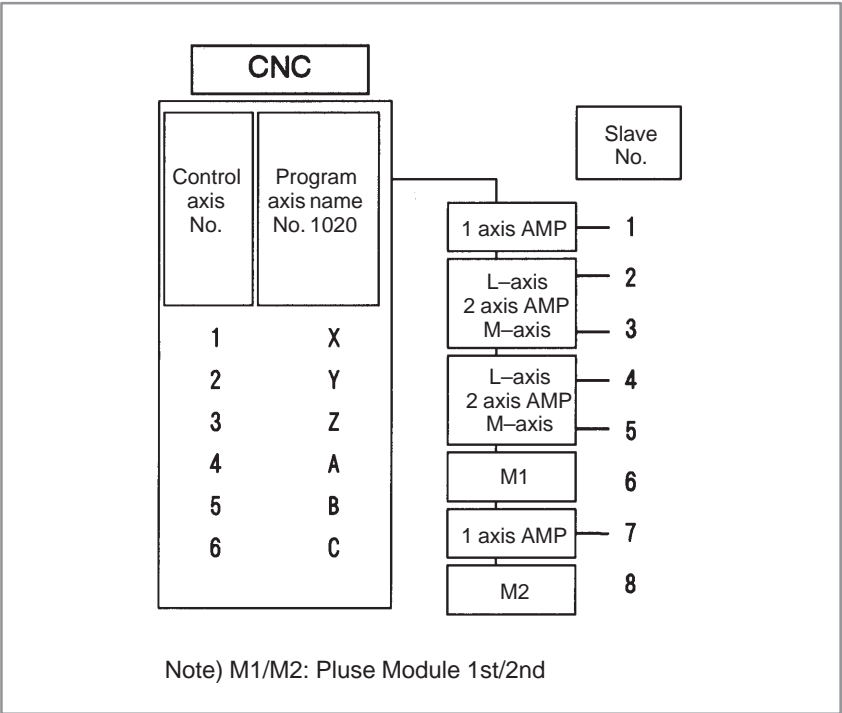 CNC
Slave
No.
Control
axis
No.
Program
axis name
No. 1020
1 axis AMP
1
L–axis
2 axis AMP
M–axis
2
3
L–axis
2 axis AMP
M–axis
4
5
M1
6
1 axis AMP
7
M2
8
1 X
2 Y
3 Z
4 A
5 B
6 C
Note) M1/M2: Pluse Module 1st/2nd